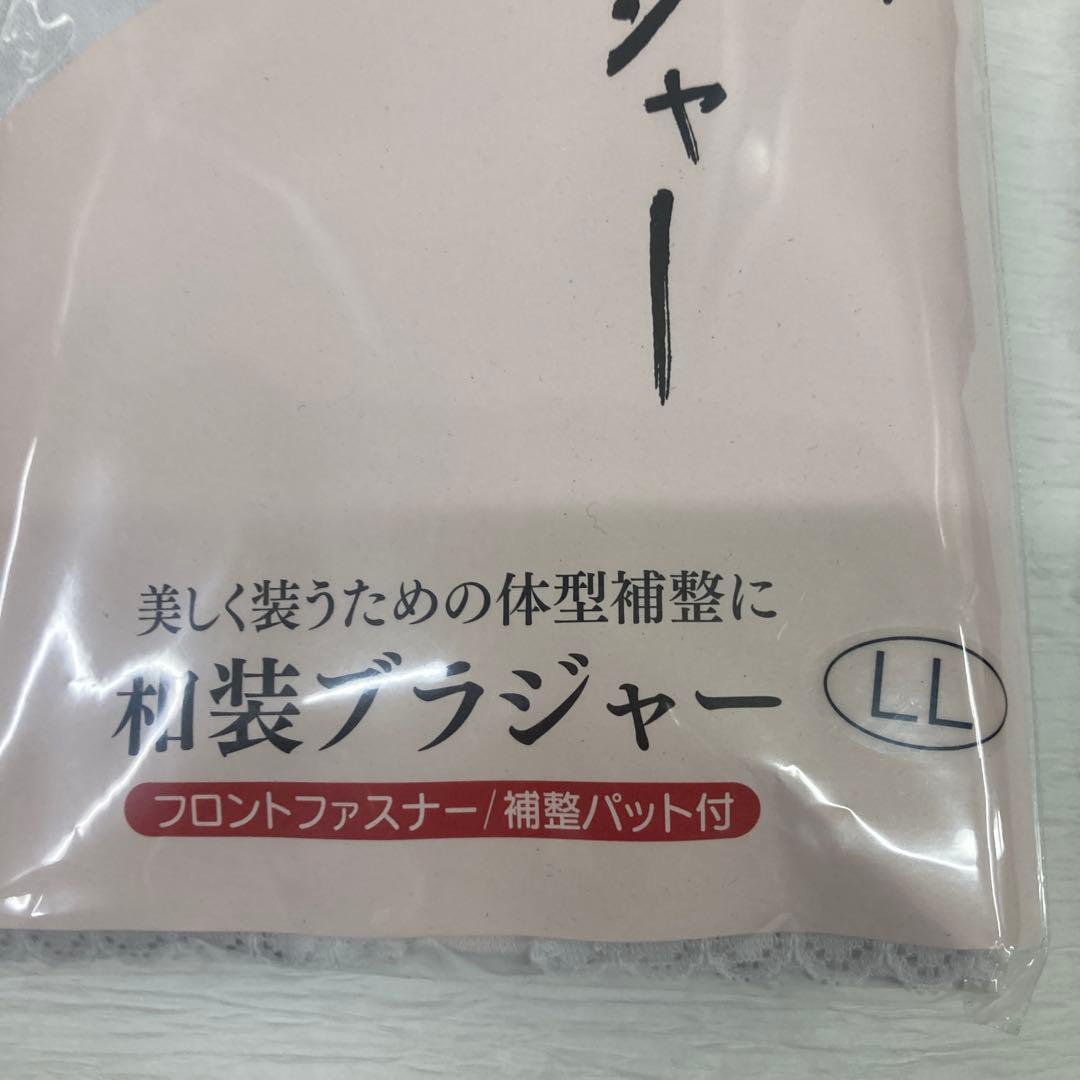 ジャー
美しく装うための体型補整に
和装ブラジャー
LL
フロントファスナー/補整パット付